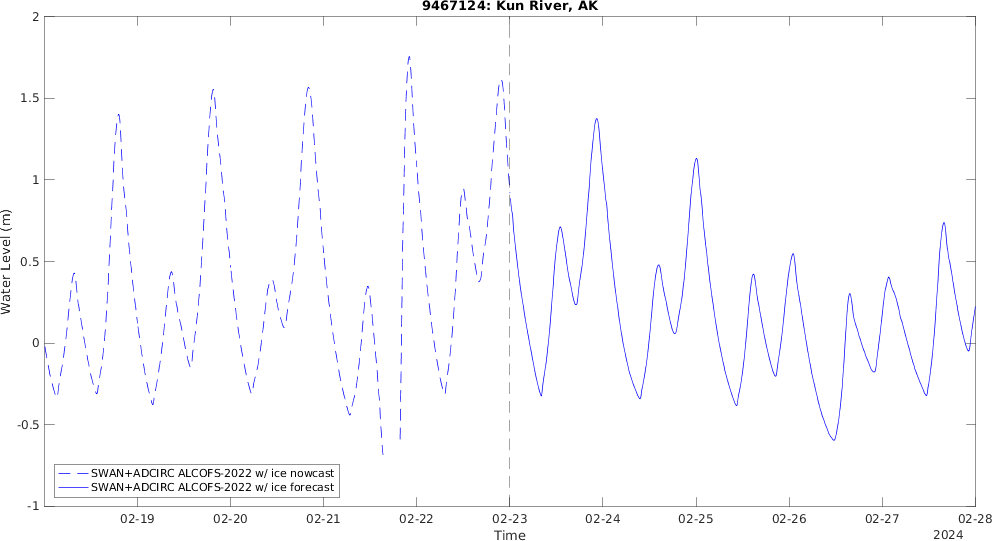 9467124: Kun River, AK
Water Level (m)
2
1.5
1
0.5
0
-0.5
-1
SWAN+ADCIRC ALCOFS-2022 w/ ice nowcast
SWAN+ADCIRC ALCOFS-2022 w/ ice forecast
02-19 02-20 02-21 02-22 02-23 02-24 02-25 02-26 02-27 02-28
Time
2024